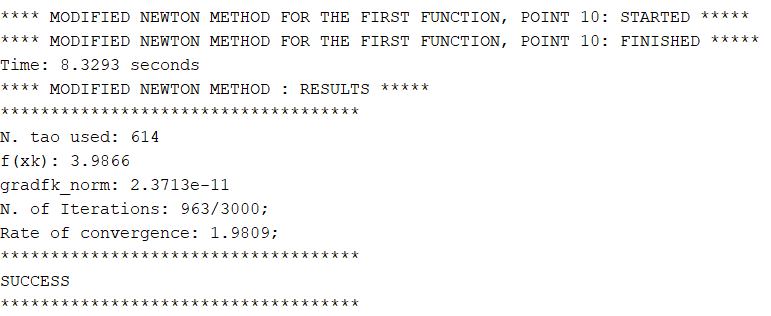 **** MODIFIED NEWTON METHOD FOR THE FIRST FUNCTION, POINT 10: STARTED *****
**** MODIFIED NEWTON METHOD FOR THE FIRST FUNCTION, POINT 10: FINISHED *****
Time: 8.3293 seconds
**** MODIFIED NEWTON METHOD : RESULTS *****
************************************
N. tao used: 614
f(xk): 3.9866
gradfk_norm: 2.3713e-11
N. of Iterations: 963/3000;
Rate of convergence: 1.9809;
************************************
SUCCESS
************************************